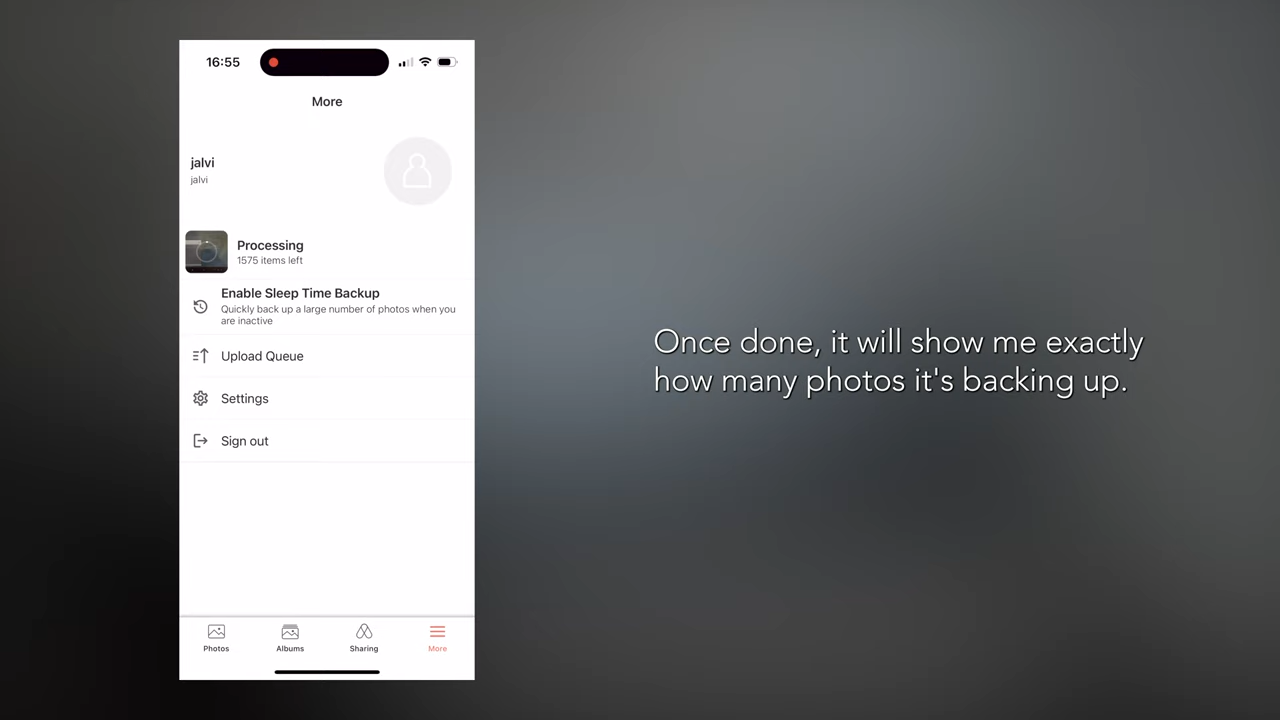 16:55
More
jalvi
jalvi
Processing
1575 items left
Enable Sleep Time Backup
Quickly back up a large number of photos when you
are inactive
Upload Queue
Settings
Sign out
Photos
Albums
Sharing
More
Once done, it will show me exactly
how many photos it's backing up.